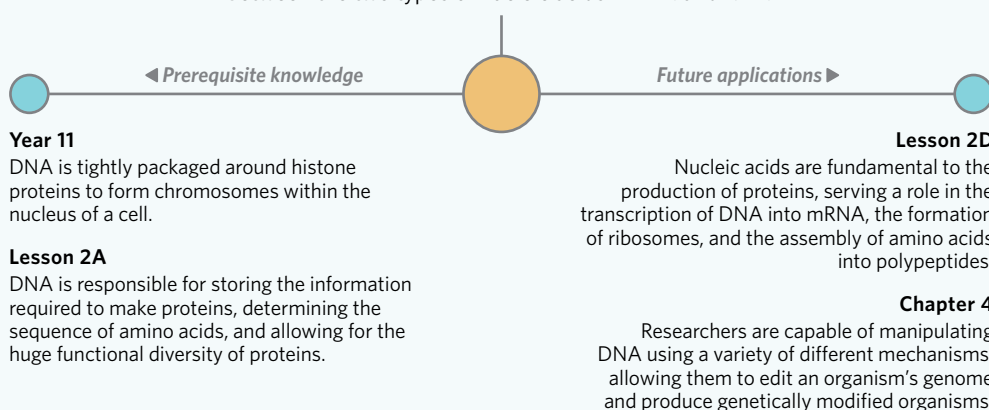 ◀ Prerequisite knowledge
Future applications ▶
Year 11
DNA is tightly packaged around histone
proteins to form chromosomes within the
nucleus of a cell.
Lesson 2A
DNA is responsible for storing the information
required to make proteins, determining the
sequence of amino acids, and allowing for the
huge functional diversity of proteins.
Lesson 2D
Nucleic acids are fundamental to the
production of proteins, serving a role in the
transcription of DNA into mRNA, the formation
of ribosomes, and the assembly of amino acids
into polypeptides
Chapter 4
Researchers are capable of manipulating
DNA using a variety of different mechanisms
allowing them to edit an organism's genome
and produce genetically modified organisms